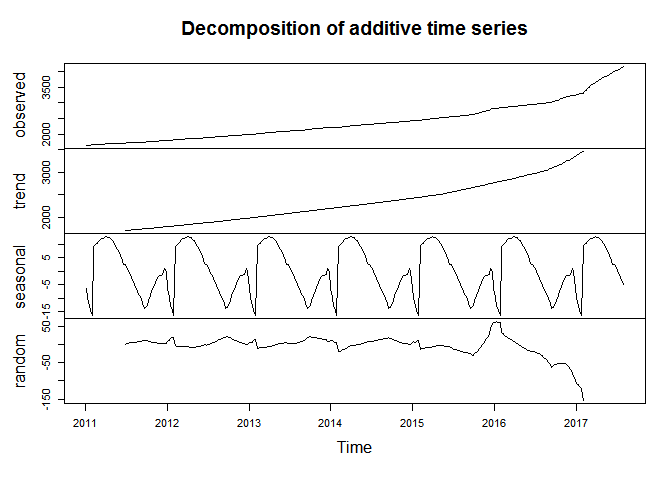 Decomposition of additive time series
observed
2000 3500
trend
2000 3000
seasonal
-15 -5 5
random
-150 -50 50
2011 2012 2013 2014 2015 2016 2017
Time